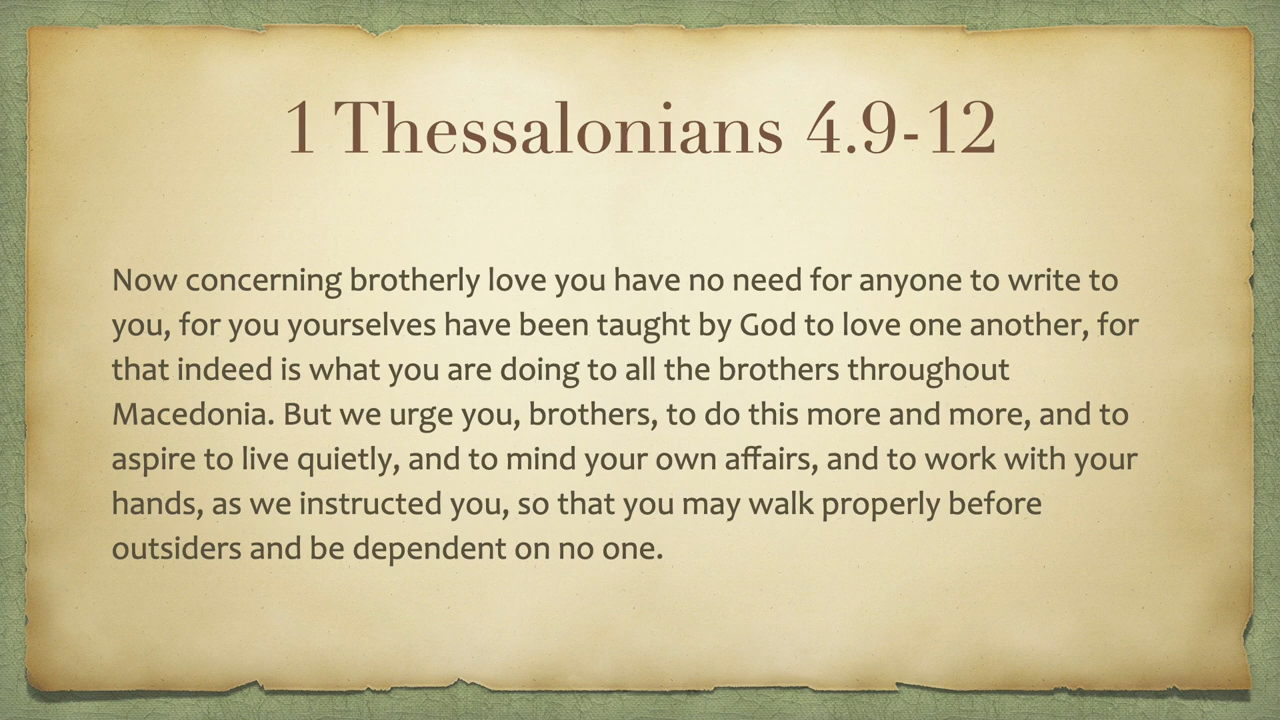 1 Thessalonians 4.9-12
Now concerning brotherly love you have no need for anyone to write to
you, for you yourselves have been taught by God to love one another, for
that indeed is what you are doing to all the brothers throughout
Macedonia. But we urge you, brothers, to do this more and more, and to
aspire to live quietly, and to mind your own affairs, and to work with your
hands, as we instructed you, so that you may walk properly before
outsiders and be dependent on no one.